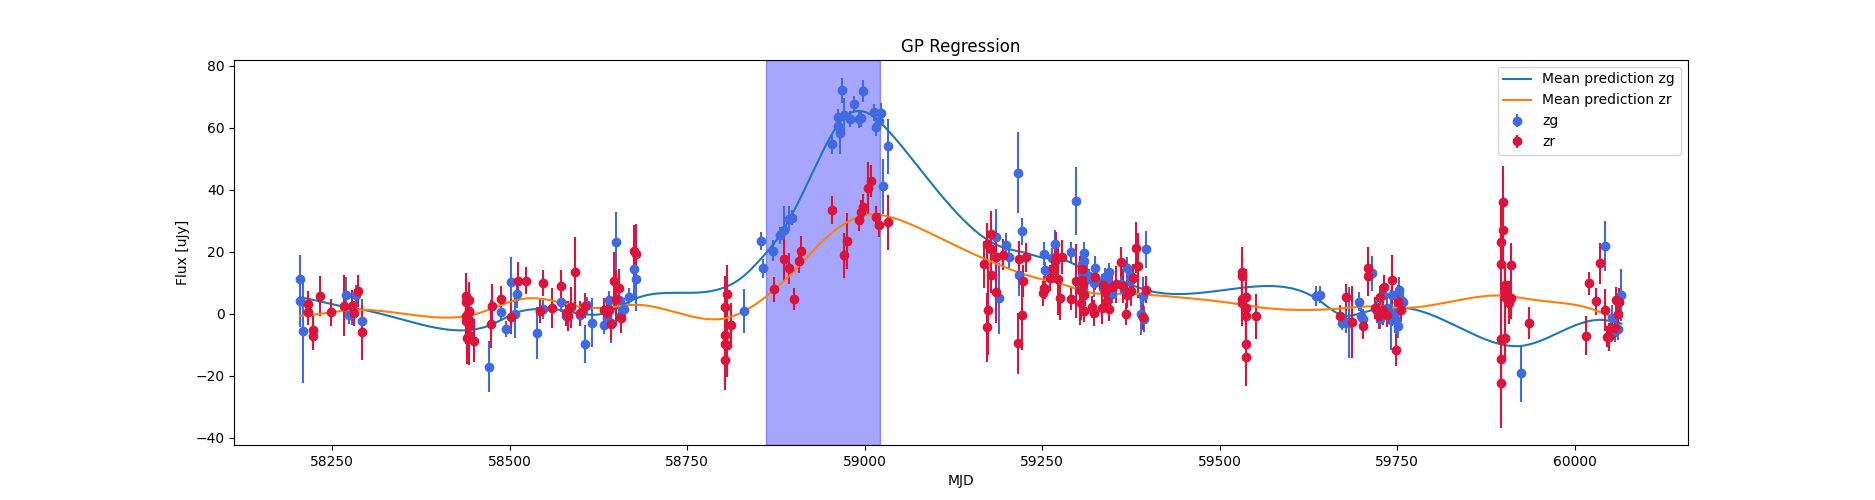 GP Regression
80
60
40
20
0
−20
−40
Flux [uJy]
58250
58500
58750
59000
59250
59500
59750
60000
MJD
Mean prediction zg
Mean prediction zr
zg
zr